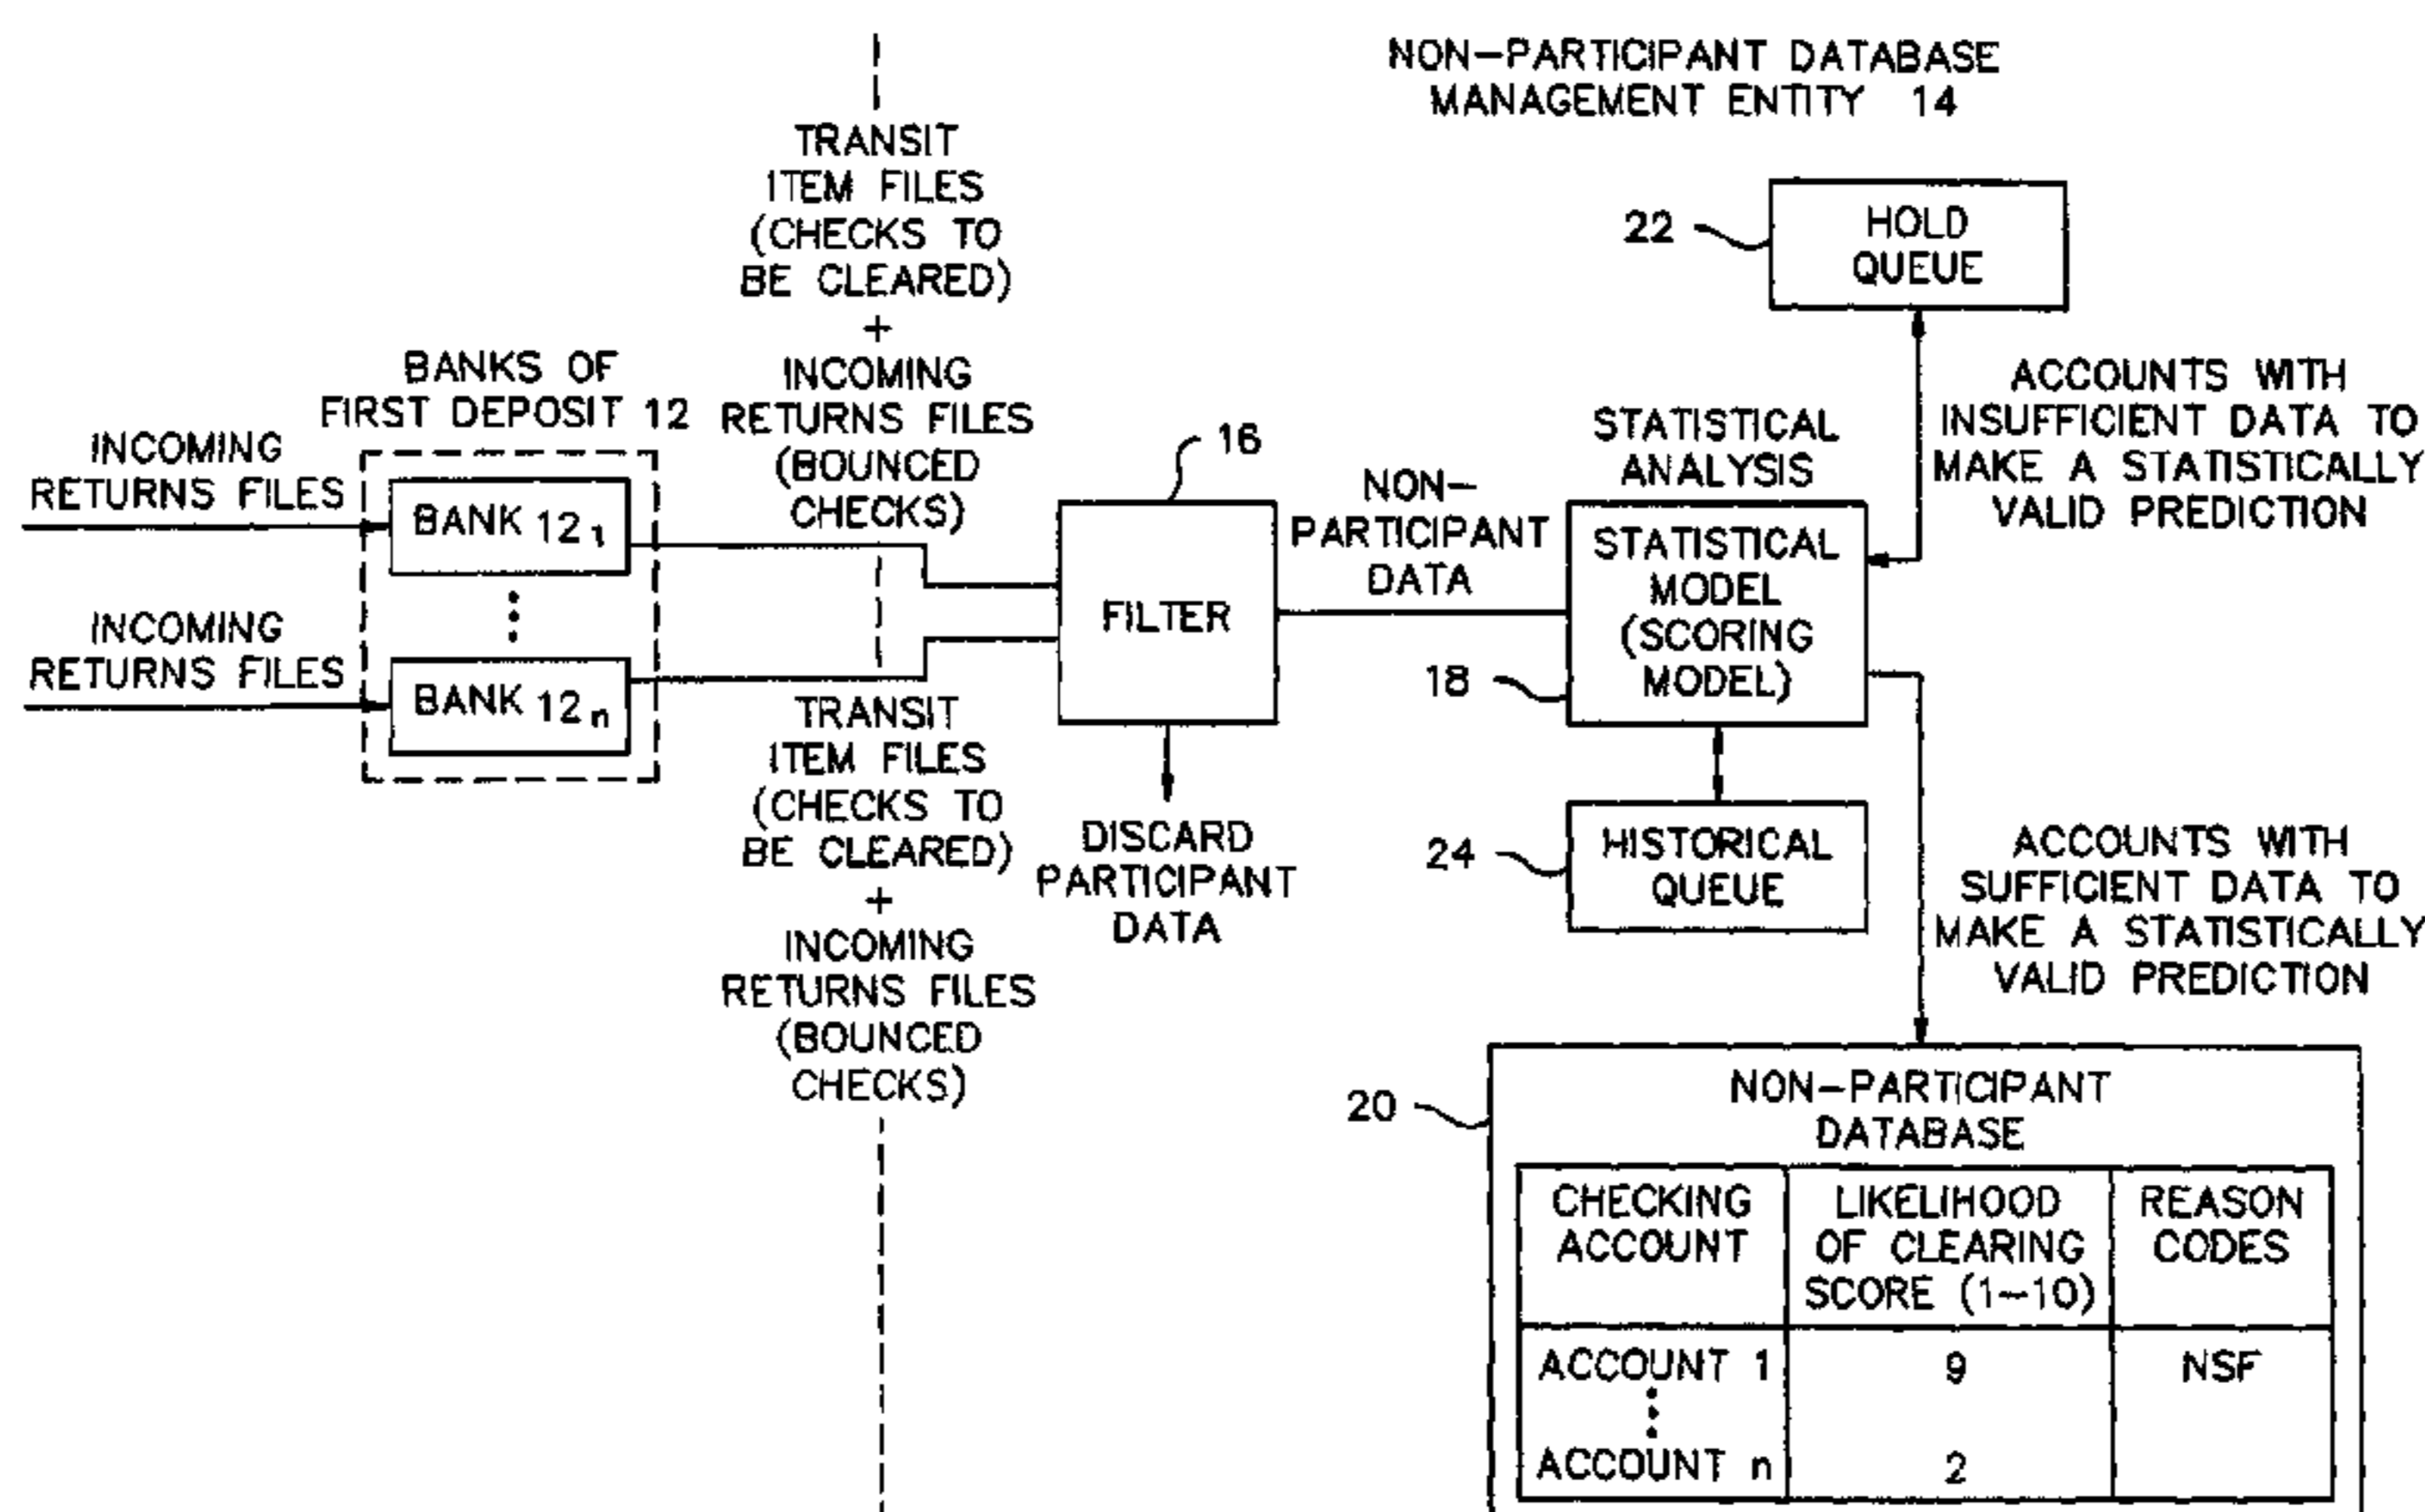 NON-PARTICIPANT DATABASE
MANAGEMENT ENTITY 14
TRANSIT
ITEM FILES
(CHECKS TO
BE CLEARED)
+
INCOMING
RETURNS FILES
(BOUNCED
CHECKS)
BANKS OF
FIRST DEPOSIT 12
INCOMING
RETURNS FILES
BANK 12₁
INCOMING
RETURNS FILES
BANK 12ₙ
TRANSIT
ITEM FILES
(CHECKS TO
BE CLEARED)
+
INCOMING
RETURNS FILES
(BOUNCED
CHECKS)
16
FILTER
DISCARD
PARTICIPANT
DATA
NON-
PARTICIPANT
DATA
22
HOLD
QUEUE
ACCOUNTS WITH
INSUFFICIENT DATA TO
MAKE A STATISTICALLY
VALID PREDICTION
STATISTICAL
ANALYSIS
STATISTICAL
MODEL
(SCORING
MODEL)
18
24
HISTORICAL
QUEUE
ACCOUNTS WITH
SUFFICIENT DATA TO
MAKE A STATISTICALLY
VALID PREDICTION
20
NON-PARTICIPANT
DATABASE
CHECKING
ACCOUNT
LIKELIHOOD
OF CLEARING
SCORE (1-10)
REASON
CODES
ACCOUNT 1
9
NSF
ACCOUNT n
2